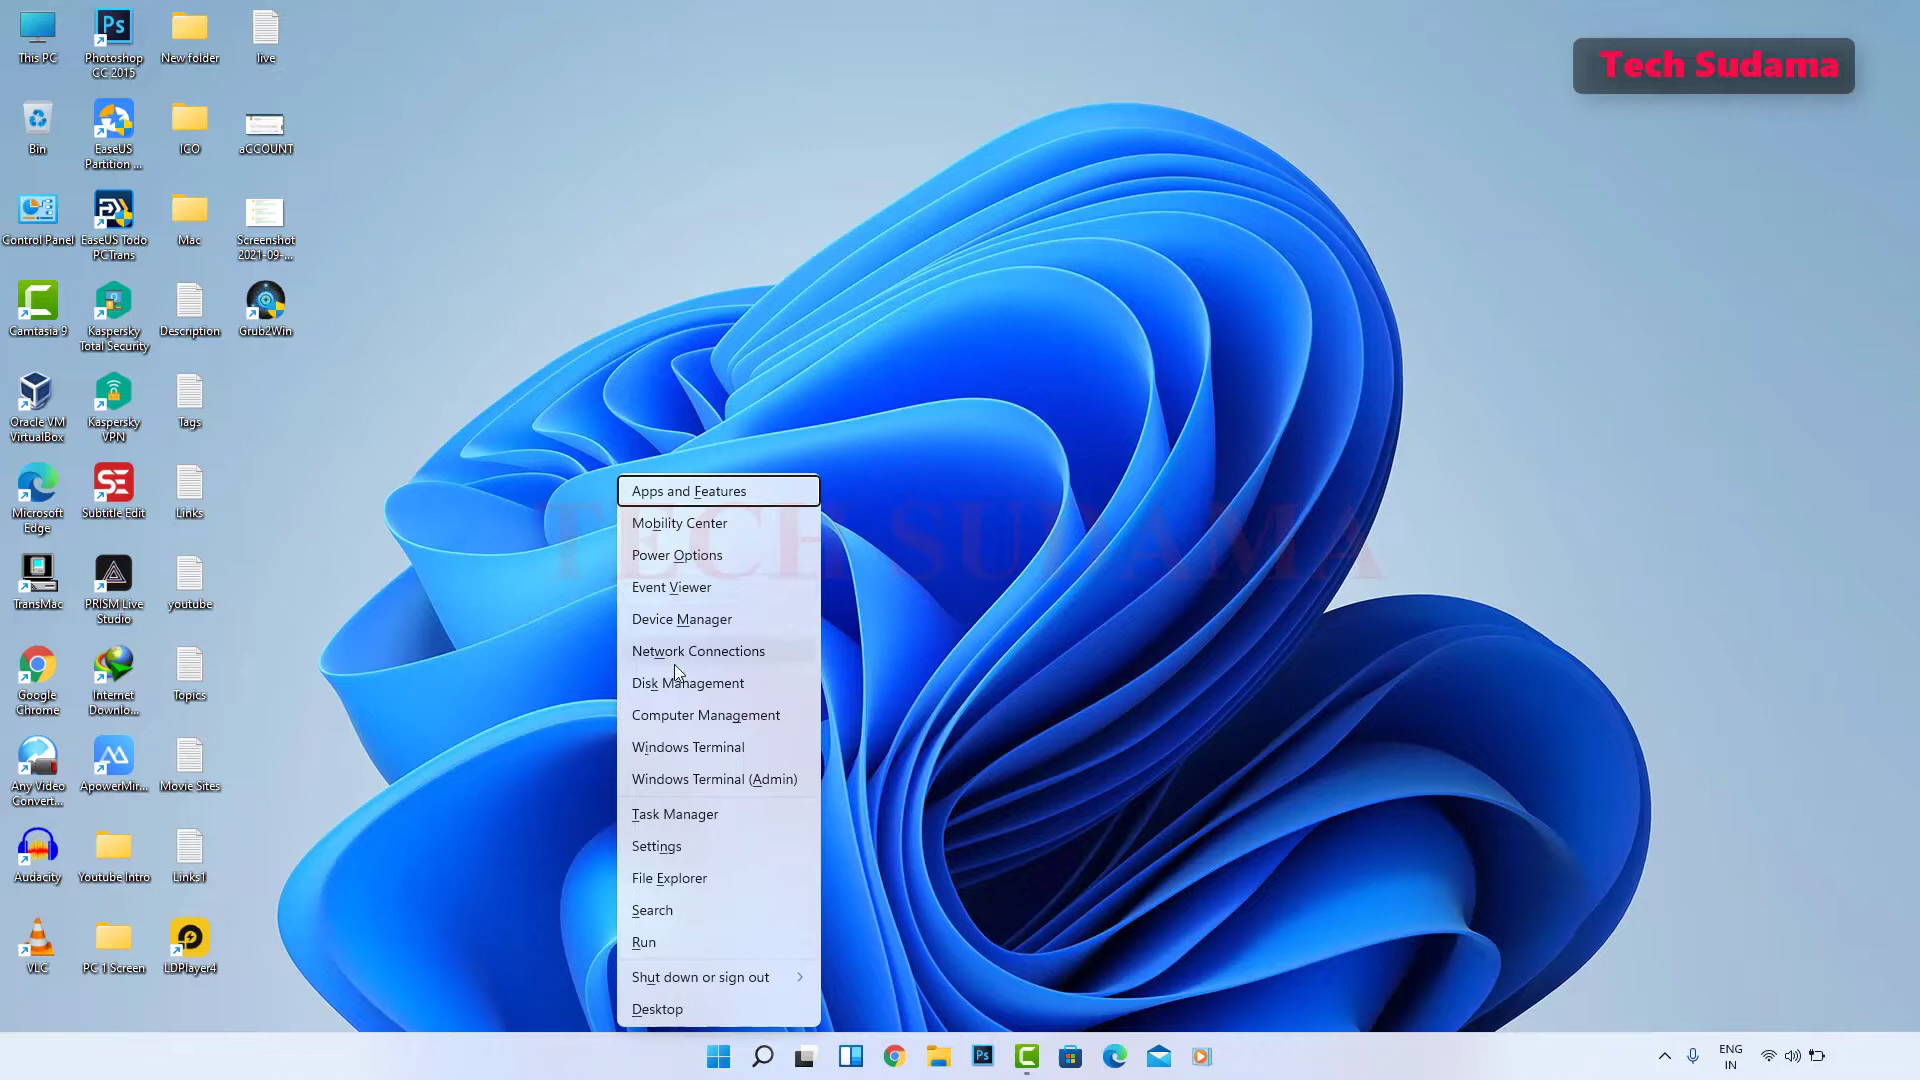 This PC
Photoshop
CC 2015
New folder
live
Tech Sudama
Bin
EaseUS
Partition ...
ICO
aCCOUNT
Control Panel
EaseUS Todo
PCTrans
Mac
Screenshot
2021-09-...
Camtasia 9
Kaspersky
Total Security
Description
Grub2Win
Oracle VM
VirtualBox
Kaspersky
VPN
Tags
Microsoft
Edge
Subtitle Edit
Links
TransMac
PRISM Live
Studio
youtube
Google
Chrome
Internet
Downlo...
Topics
Any Video
Convert...
ApowerMir...
Movie Sites
Audacity
Youtube Intro
Links1
VLC
PC 1 Screen
LDPlayer4
TECH SUDAMA
Apps and Features
Mobility Center
Power Options
Event Viewer
Device Manager
Network Connections
Disk Management
Computer Management
Windows Terminal
Windows Terminal (Admin)
Task Manager
Settings
File Explorer
Search
Run
Shut down or sign out
Desktop
ENG
IN